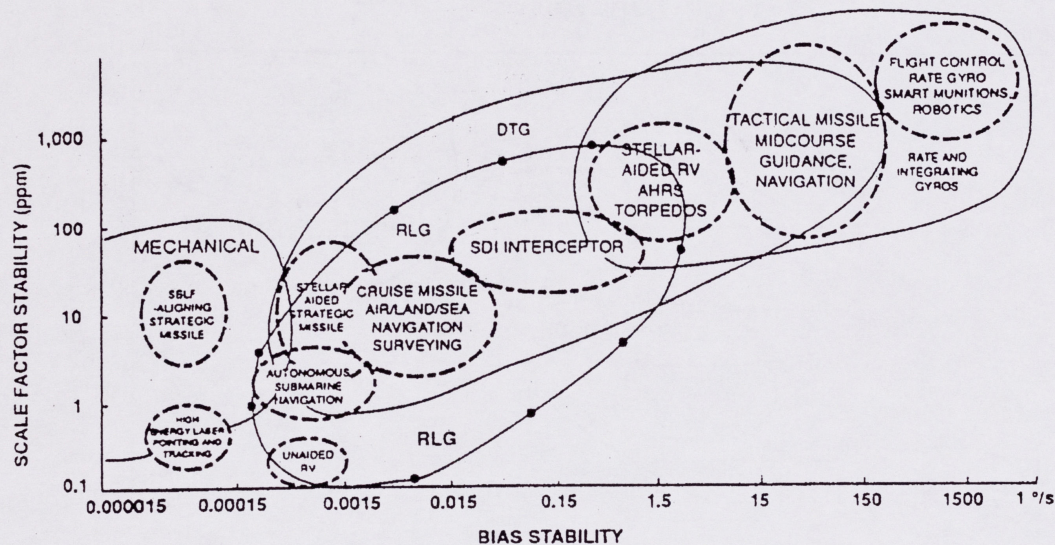 FLIGHT CONTROL
RATE GYRO
SMART MUNITIONS,
ROBOTICS
TACTICAL MISSILE
MIDCOURSE
GUIDANCE,
NAVIGATION
RATE AND
INTEGRATING
GYROS
DTG
STELLAR-
AIDED RV
AHRS
TORPEDOS
RLG
SDI INTERCEPTOR
MECHANICAL
SELF
-ALIGNING
STRATEGIC
MISSILE
STELLAR
AIDED
STRATEGIC
MISSILE
CRUISE MISSILE
AIR/LAND/SEA
NAVIGATION
SURVEYING
AUTONOMOUS
SUBMARINE
NAVIGATION
HIGH
ENERGY LASER
POINTING AND
TRACKING
UNAIDED
RV
RLG
SCALE FACTOR STABILITY (ppm)
1,000
100
10
1
0.1
0.000015 0.00015 0.0015 0.015 0.15 1.5 15 150 1500 1 °/s
BIAS STABILITY